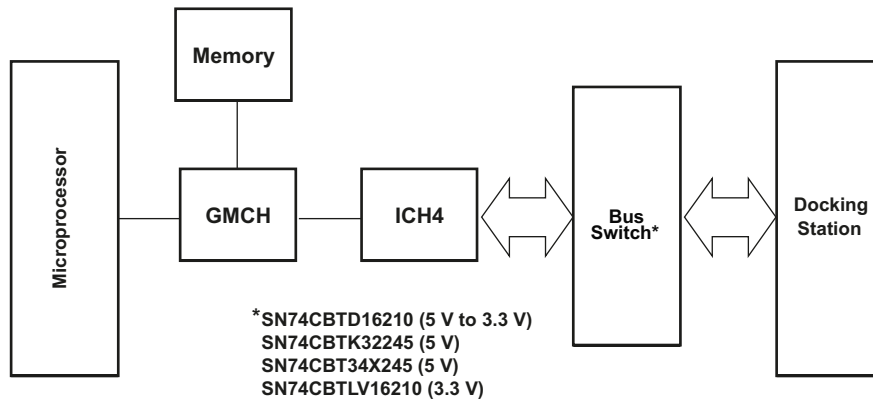 Memory
Microprocessor
GMCH
ICH4
Bus
Switch*
Docking
Station
*SN74CBTD16210 (5 V to 3.3 V)
SN74CBTK32245 (5 V)
SN74CBT34X245 (5 V)
SN74CBTLV16210 (3.3 V)